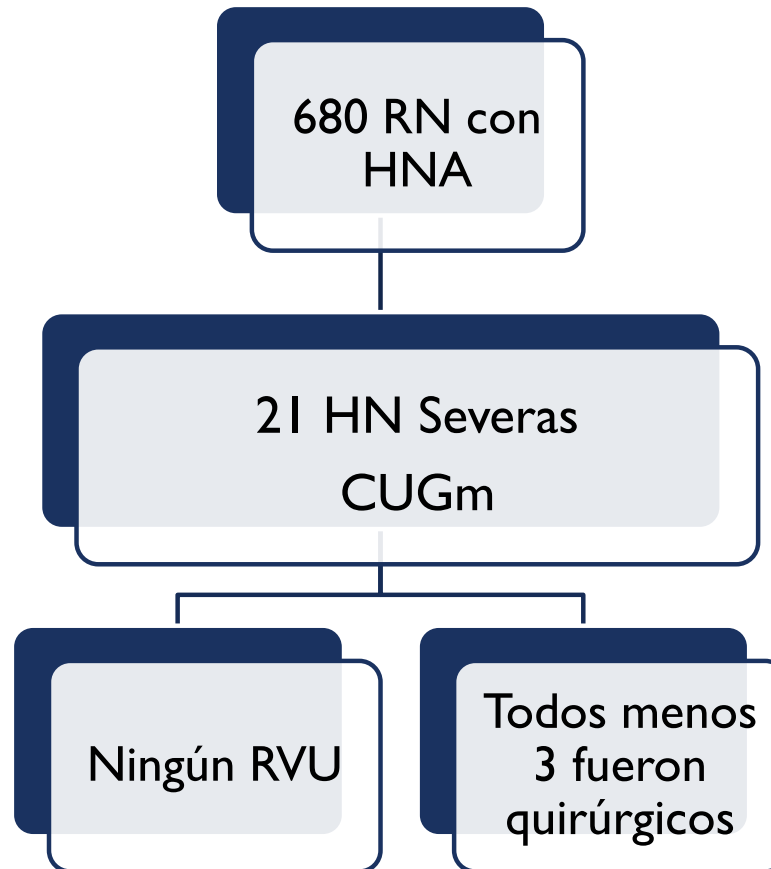 680 RN con
HNA
21 HN Severas
CUGm
Ningún RVU
Todos menos
3 fueron
quirúrgicos